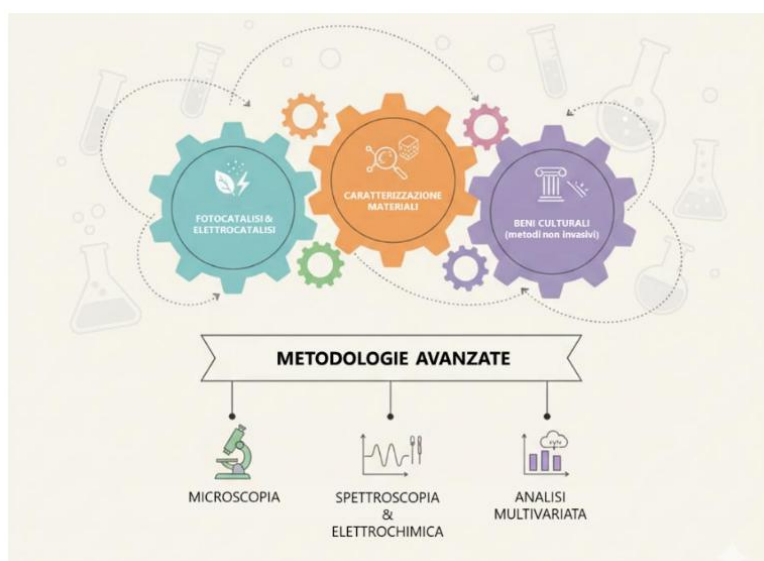 FOTOCATALISI &
ELETTROCATALISI
CARATTERIZZAZIONE
MATERIALI
BENI CULTURALI
(metodi non invasivi)
METODOLOGIE AVANZATE
MICROSCOPIA
SPETTROSCOPIA
&
ELETTROCHIMICA
ANALISI
MULTIVARIATA